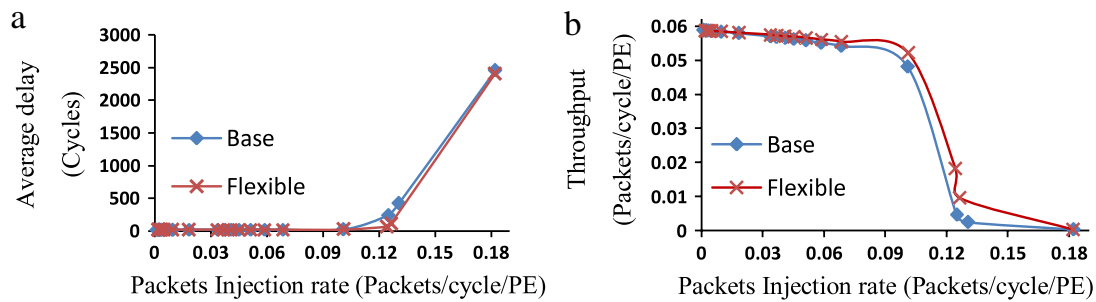 a
3000
2500
2000
1500
1000
500
0
Average delay
((Cycles)
Base
Flexible
0
0.03
0.06
0.09
0.12
0.15
0.18
Packets Injection rate (Packets/cycle/PE)
b
0.06
0.05
0.04
0.03
0.02
0.01
0
Throughput
(Packets/cycle/PE)
Base
Flexible
0
0.03
0.06
0.09
0.12
0.15
0.18
Packets Injection rate (Packets/cycle/PE)